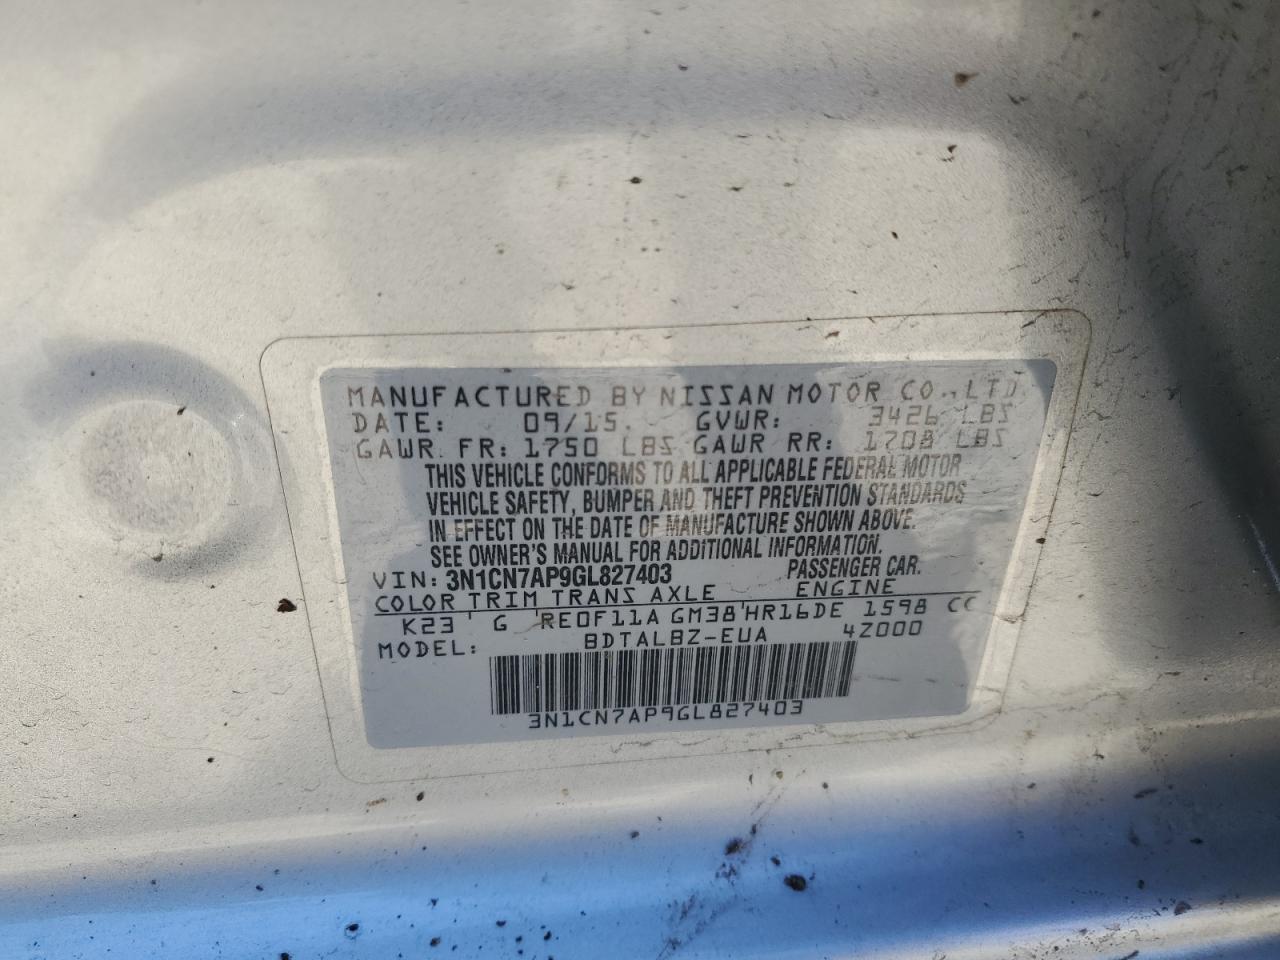 MANUFACTURED BY NISSAN MOTOR CO., LTD.
DATE: 09/15. GVWR: 3426 LBS
GAWR FR: 1750 LBS GAWR RR: 1708 LBS
THIS VEHICLE CONFORMS TO ALL APPLICABLE FEDERAL MOTOR
VEHICLE SAFETY, BUMPER AND THEFT PREVENTION STANDARDS
IN EFFECT ON THE DATE OF MANUFACTURE SHOWN ABOVE.
SEE OWNER'S MANUAL FOR ADDITIONAL INFORMATION.
VIN: 3N1CN7AP9GL827403 PASSENGER CAR.
COLOR TRIM TRANS AXLE ENGINE
K23 G RE0F11A GM38 HR16DE 1598 CC
MODEL: BDTALBZ-EUA 4Z000
3N1CN7AP9GL827403